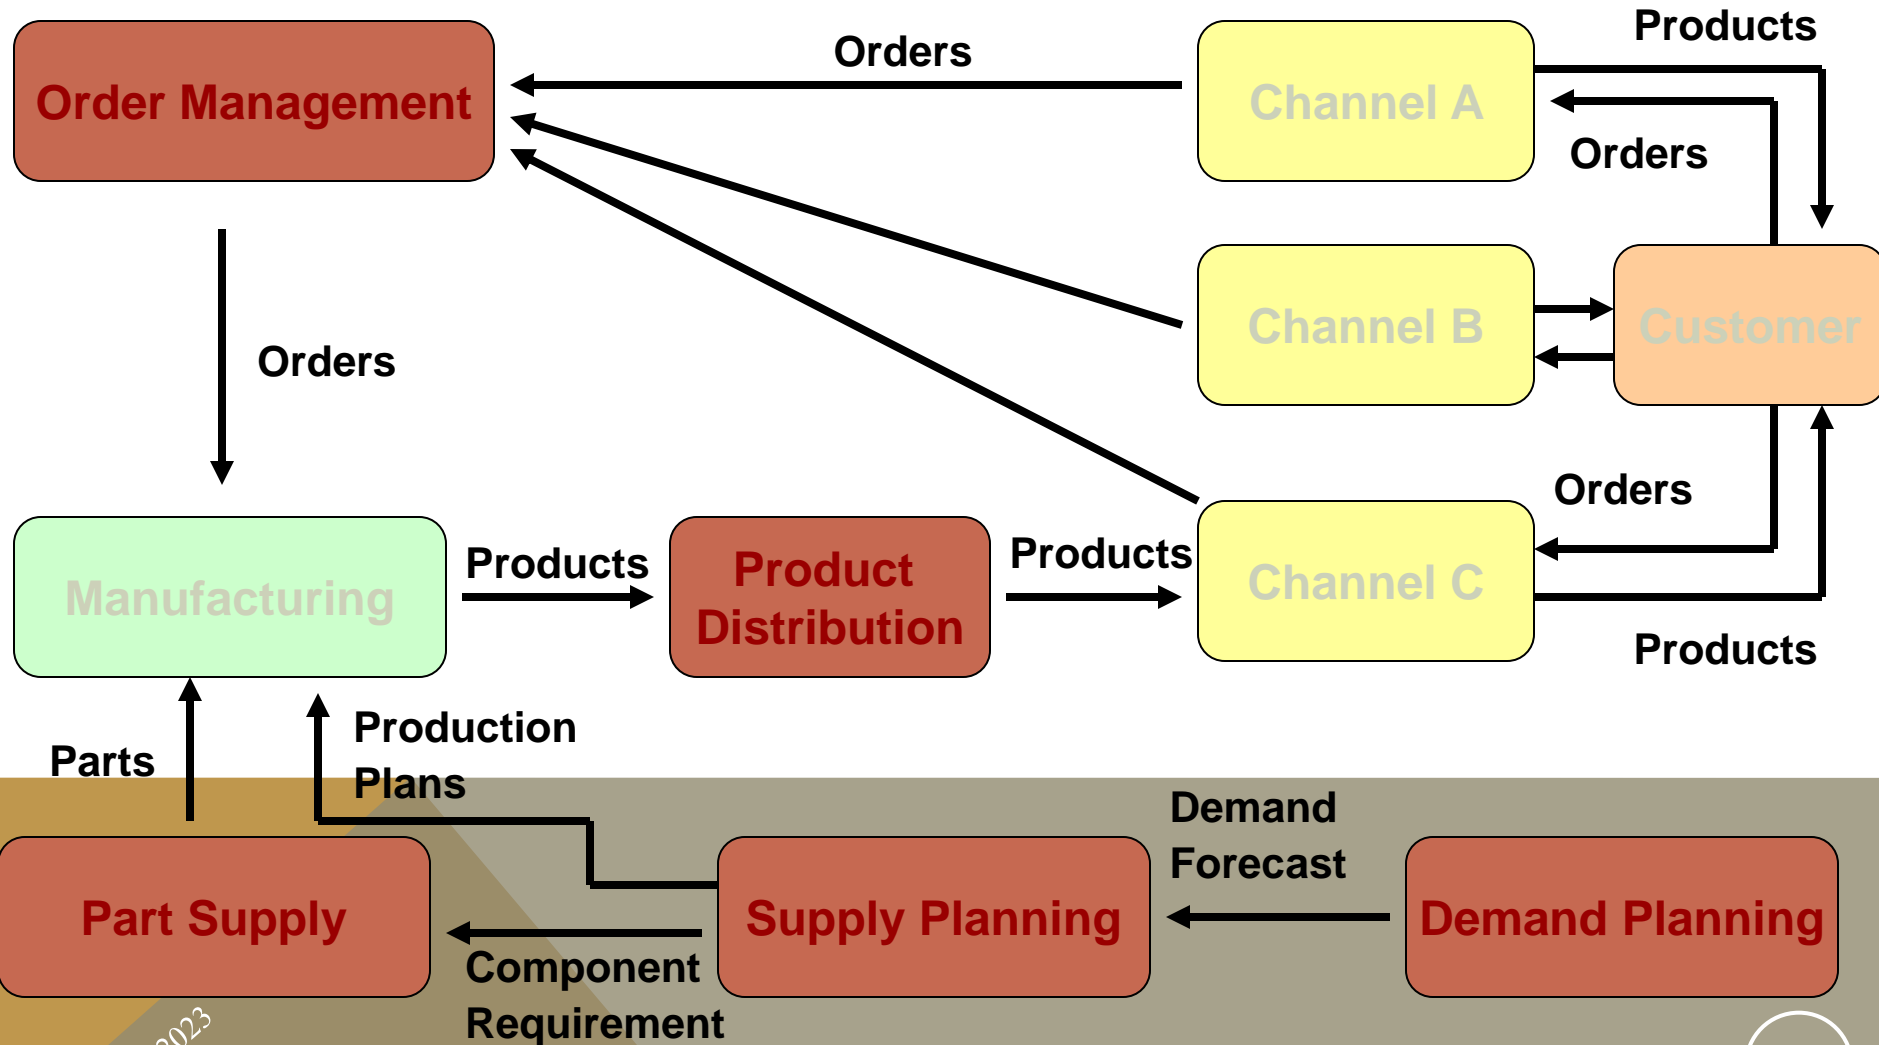 Products
Orders
Order Management
Channel A
Orders
Channel B
Customer
Orders
Orders
Products
Products
Product
Distribution
Manufacturing
Channel C
Products
Production
Plans
Parts
Demand
Forecast
Part Supply
Supply Planning
Demand Planning
Component
Requirement
2023